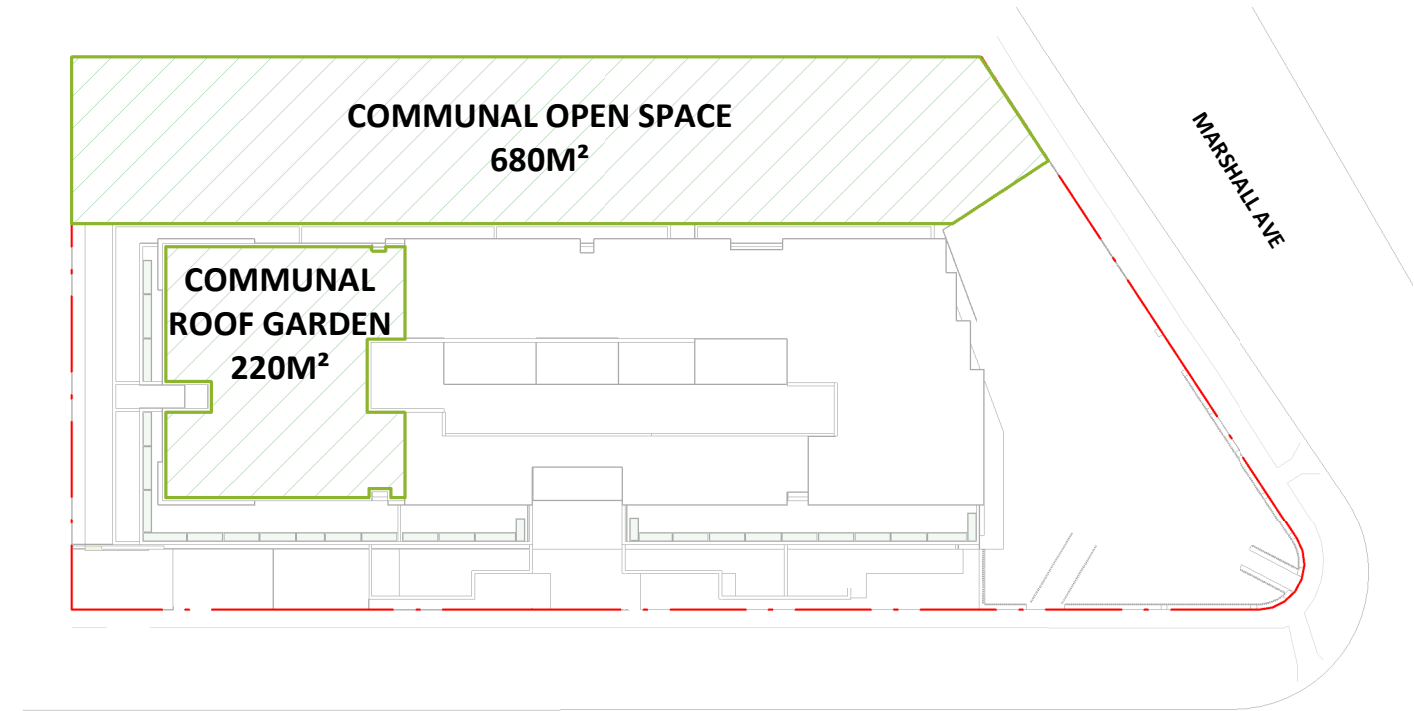 COMMUNAL OPEN SPACE
680M²
MARSHALL AVE
COMMUNAL
ROOF GARDEN
220M²